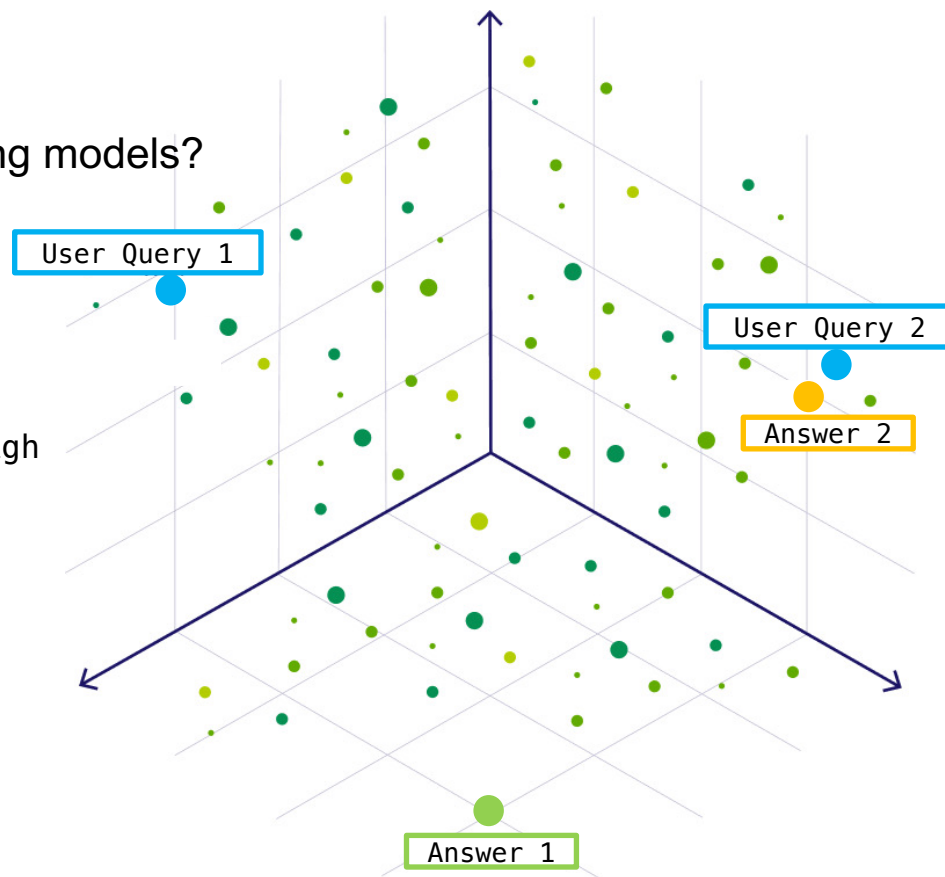 ng models?
User Query 1
User Query 2
Answer 2
gh
Answer 1